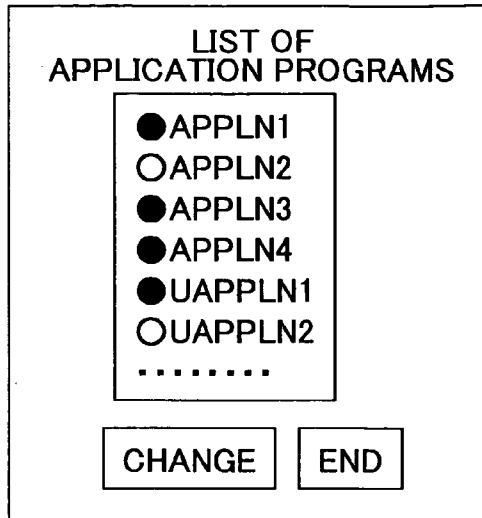 LIST OF
APPLICATION PROGRAMS
●APPLN1
○APPLN2
●APPLN3
●APPLN4
●UAPPLN1
○UAPPLN2
........
CHANGE END